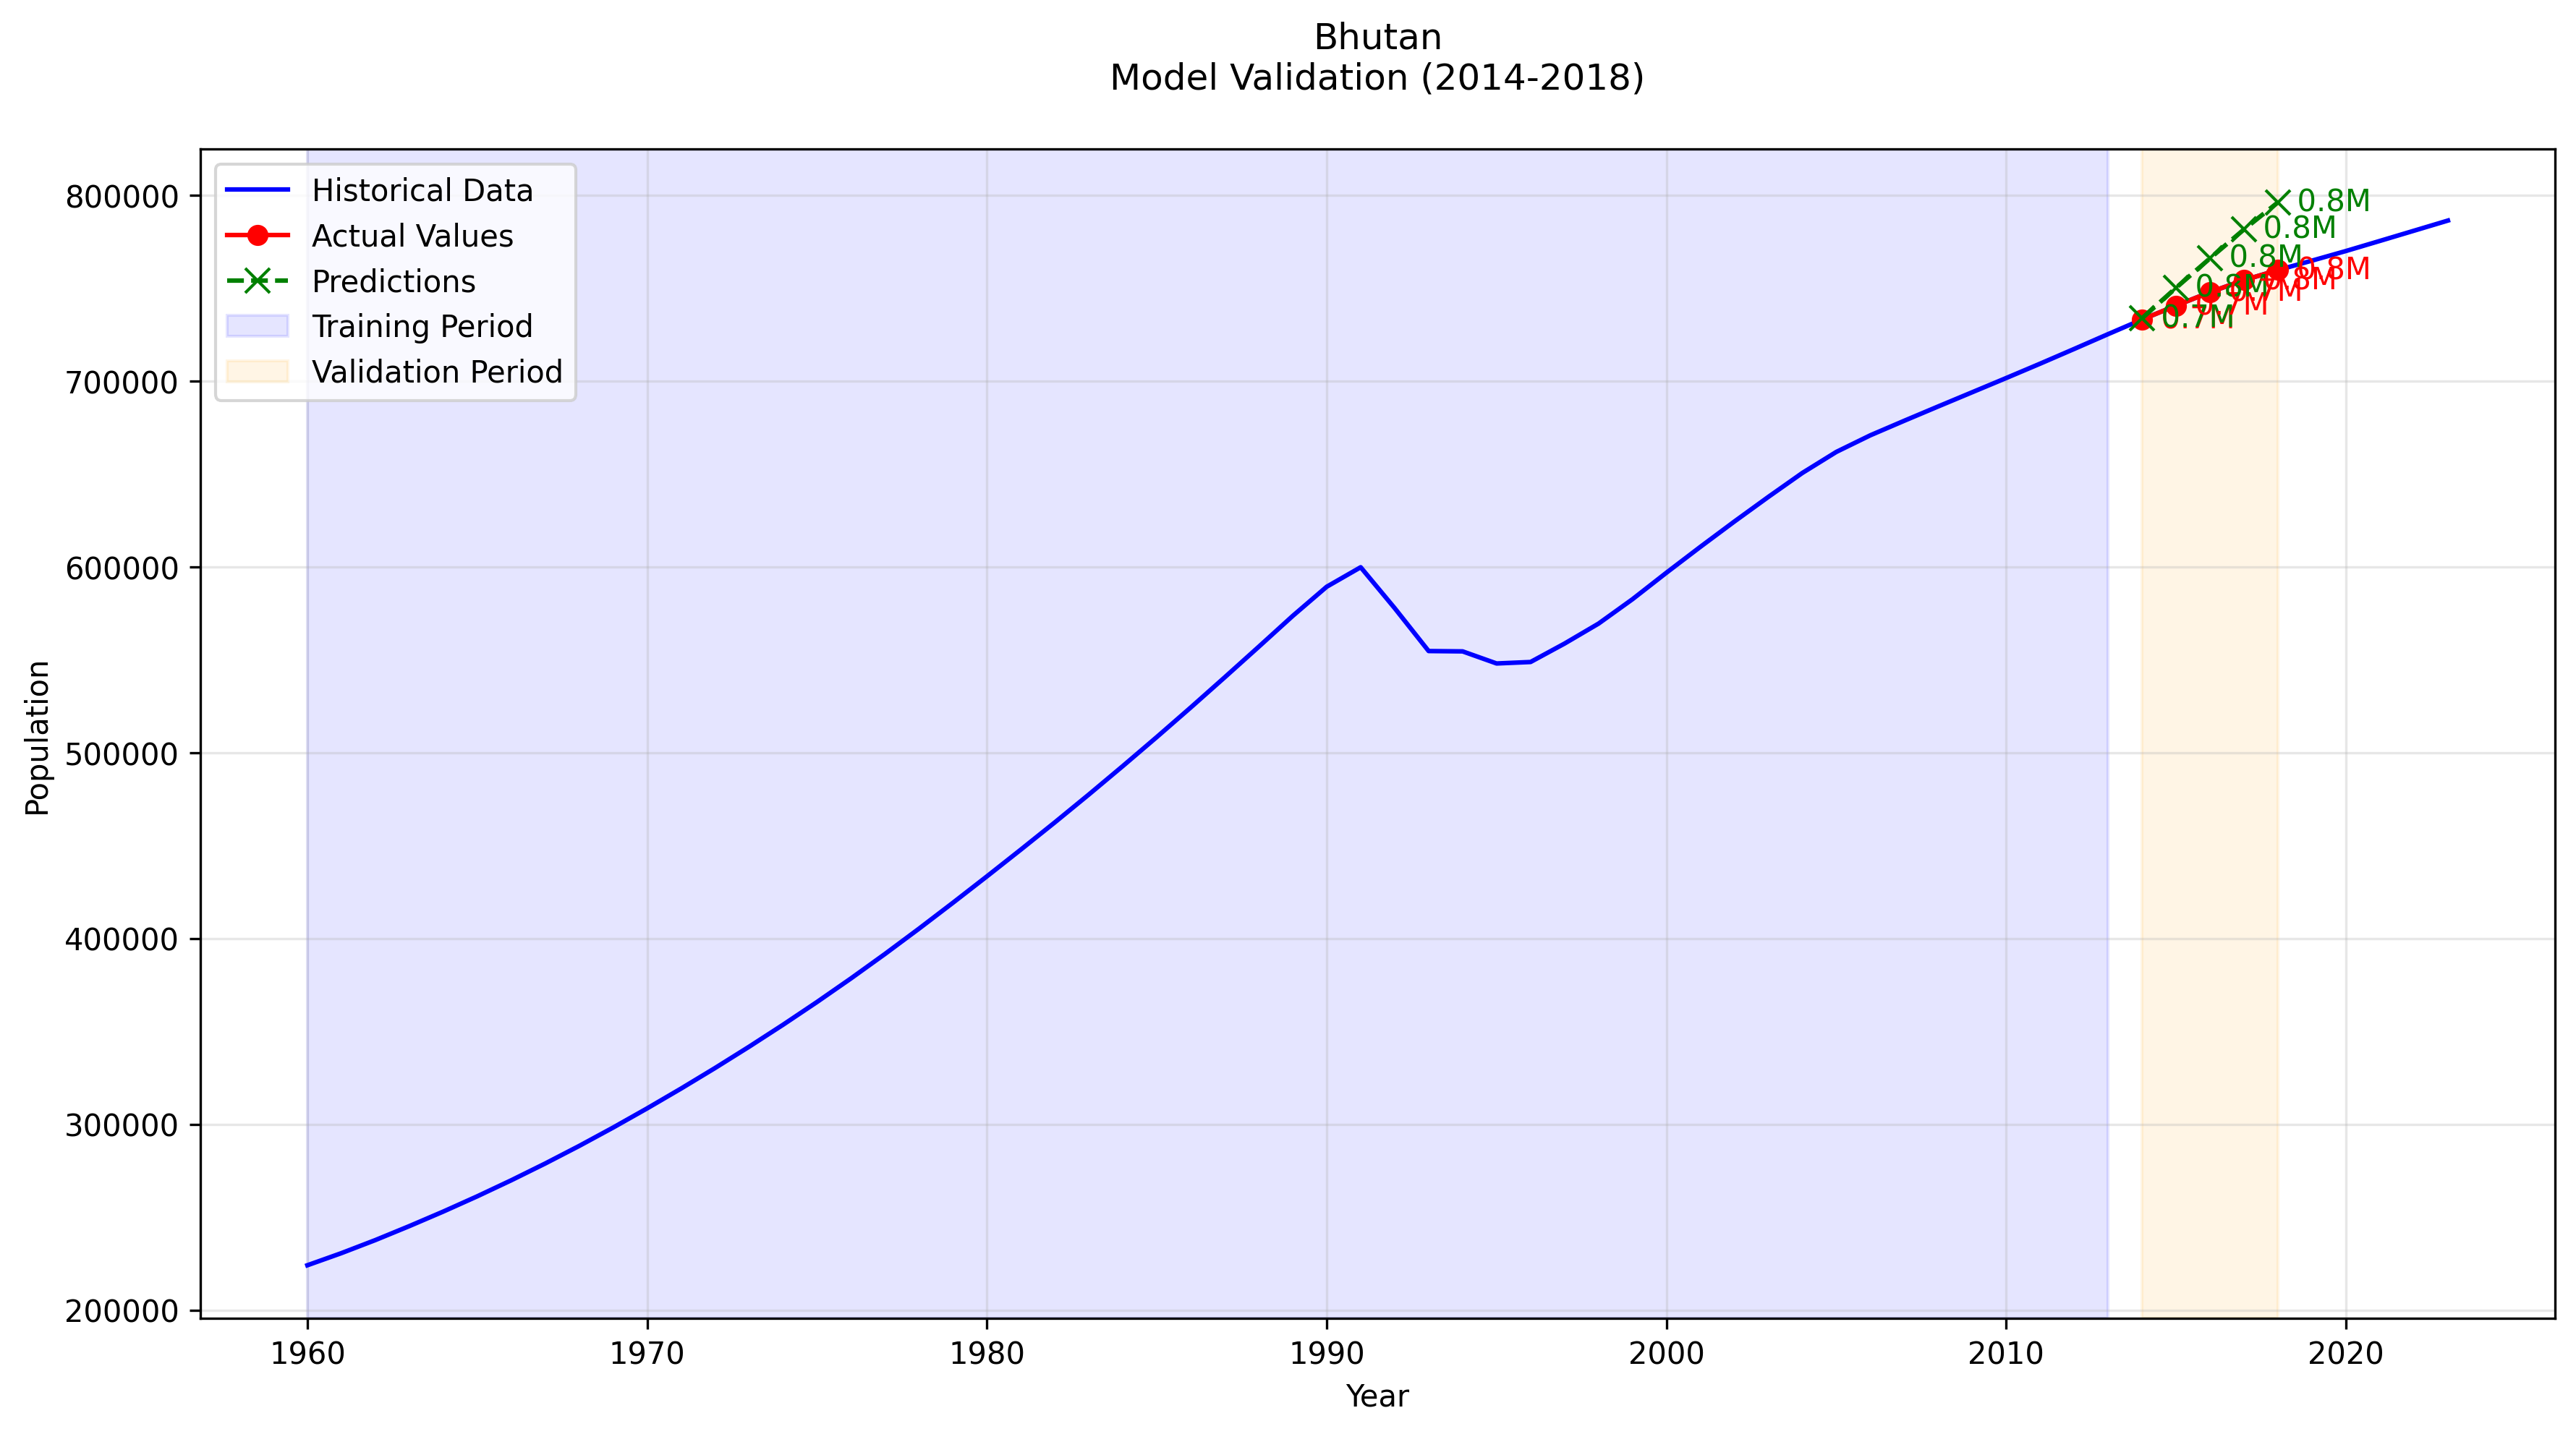 Bhutan
Model Validation (2014-2018)
Historical Data
Actual Values
Predictions
Training Period
Validation Period
800000
700000
600000
500000
400000
300000
200000
Population
0.8M
0.8M
0.8M
0.8M
0.7M
1960
1970
1980
1990
2000
2010
2020
Year